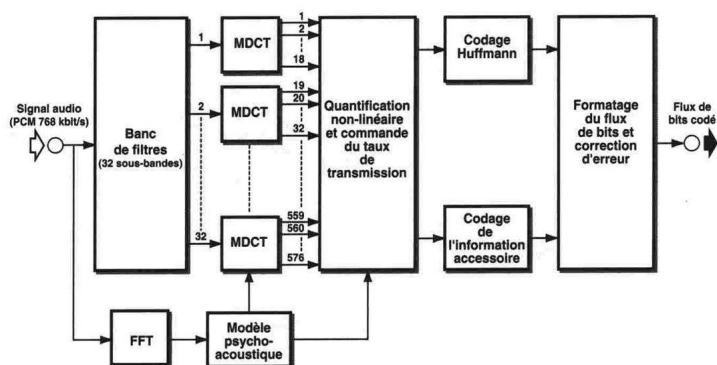 Signal audio
(PCM 768 kbit/s)
Banc
de filtres
(32 sous-bandes)
1
2
32
MDCT
MDCT
MDCT
1
2
18
19
20
32
559
560
576
Quantification
non-linéaire
et commande
du taux
de
transmission
Codage
Huffmann
Codage
de
l'information
accessoire
Formatage
du flux
de bits et
correction
d'erreur
Flux de
bits codé
FFT
Modèle
psycho-
acoustique